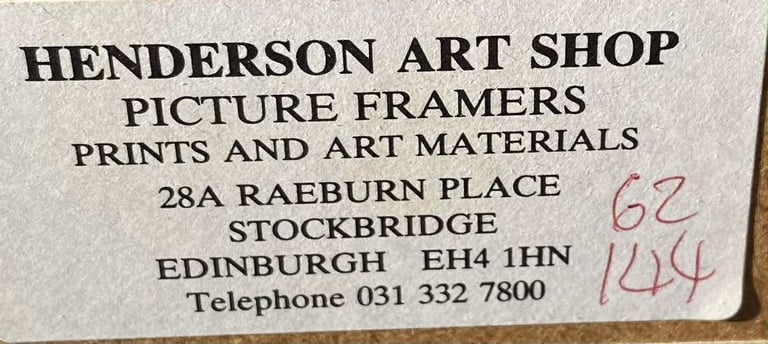 HENDERSON ART SHOP
PICTURE FRAMERS
PRINTS AND ART MATERIALS
28A RAEBURN PLACE
STOCKBRIDGE
EDINBURGH EH4 1HN
Telephone 031 332 7800
62
144